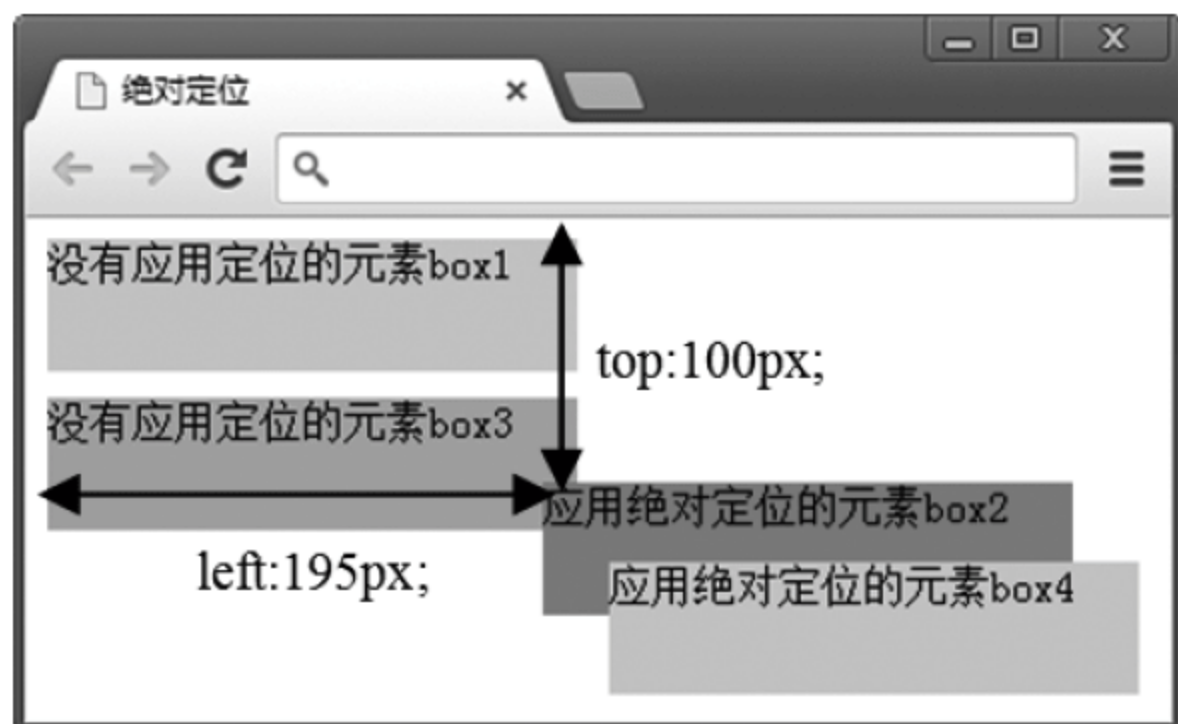 绝对定位
没有应用定位的元素box1
top:100px;
没有应用定位的元素box3
应用绝对定位的元素box2
left:195px;
应用绝对定位的元素box4